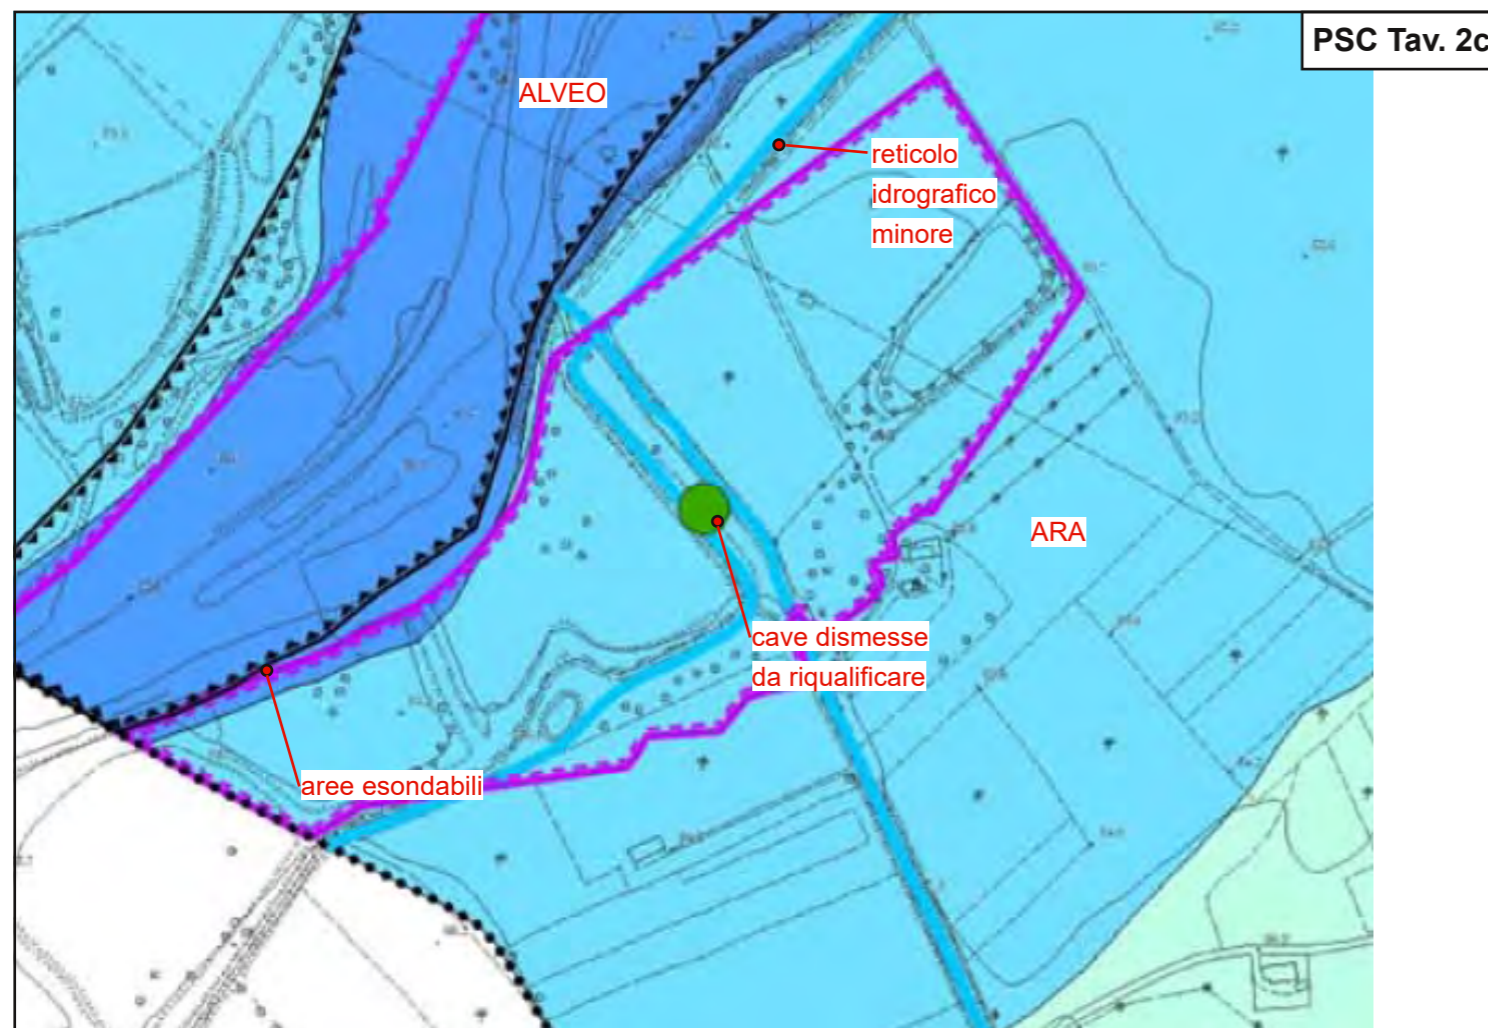 PSC Tav. 2c
ALVEO
reticolo
idrografico
minore
ARA
cave dismesse
da riqualificare
aree esondabili